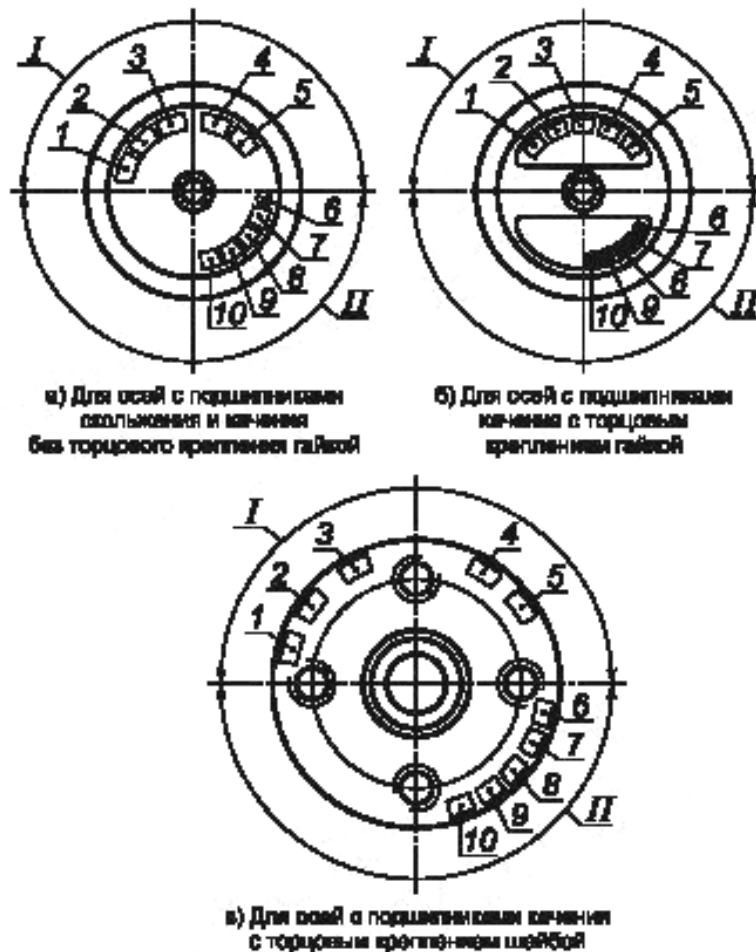 I
3
4
2
5
1
6
7
8
9
10
II
а) Для осей с подшипниками
скольжения и качения
без торцового крепления гайкой
I
3
4
2
5
1
6
7
8
9
10
II
б) Для осей с подшипниками
качения с торцовым
креплением гайкой
I
3
4
2
5
1
6
7
8
9
10
II
в) Для осей с подшипниками качения
с торцовым креплением шайбой